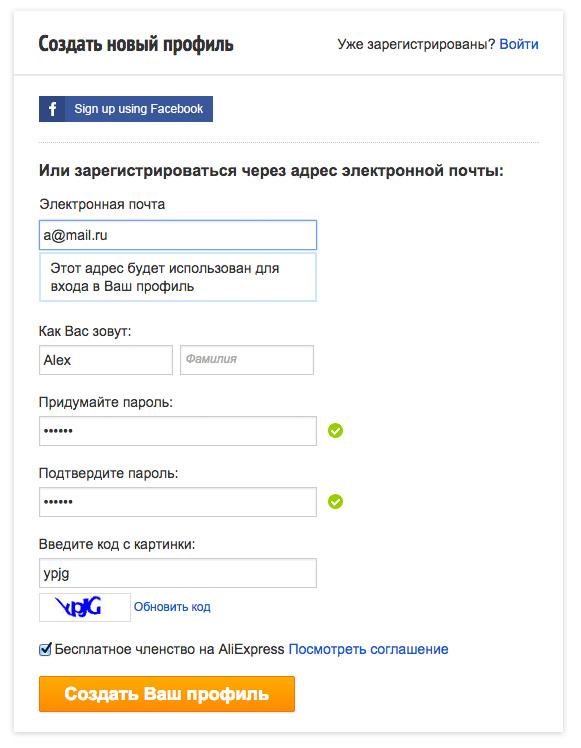 Создать новый профиль
Уже зарегистрированы? Войти
f Sign up using Facebook
Или зарегистрироваться через адрес электронной почты:
Электронная почта
a@mail.ru
Этот адрес будет использован для
входа в Ваш профиль
Как Вас зовут:
Alex Фамилия
Придумайте пароль:
••••••
Подтвердите пароль:
••••••
Введите код с картинки:
ypjg
YpJG Обновить код
Бесплатное членство на AliExpress Посмотреть соглашение
Создать Ваш профиль